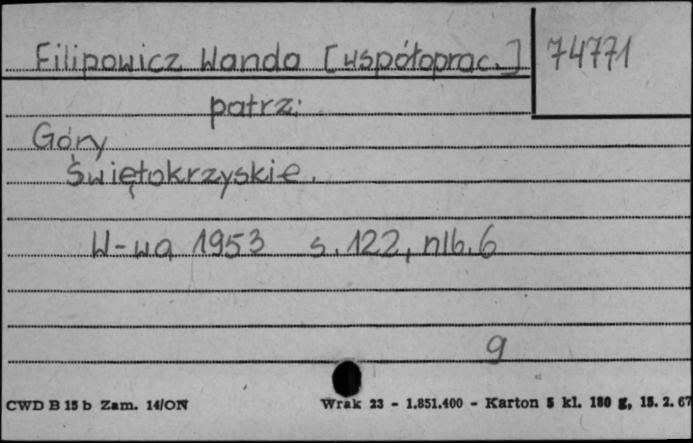 Filipowicz Wanda [współoprac.] 74771
patrz:
Góry
Świętokrzyskie.
W-wa 1953 s. 122, nlb. 6
g
CWD B 15 b Zam. 14/ON Wrak 23 - 1.851.400 - Karton 5 kl. 180 g, 15. 2. 67